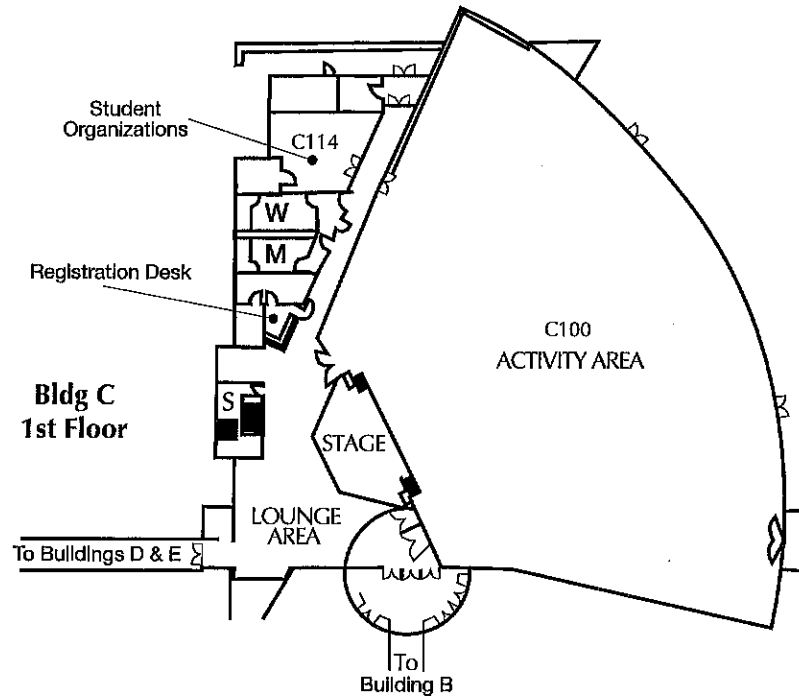 Student
Organizations
C114
W
M
Registration Desk
C100
ACTIVITY AREA
Bldg C
1st Floor
S
STAGE
LOUNGE
AREA
To Buildings D & E
To
Building B